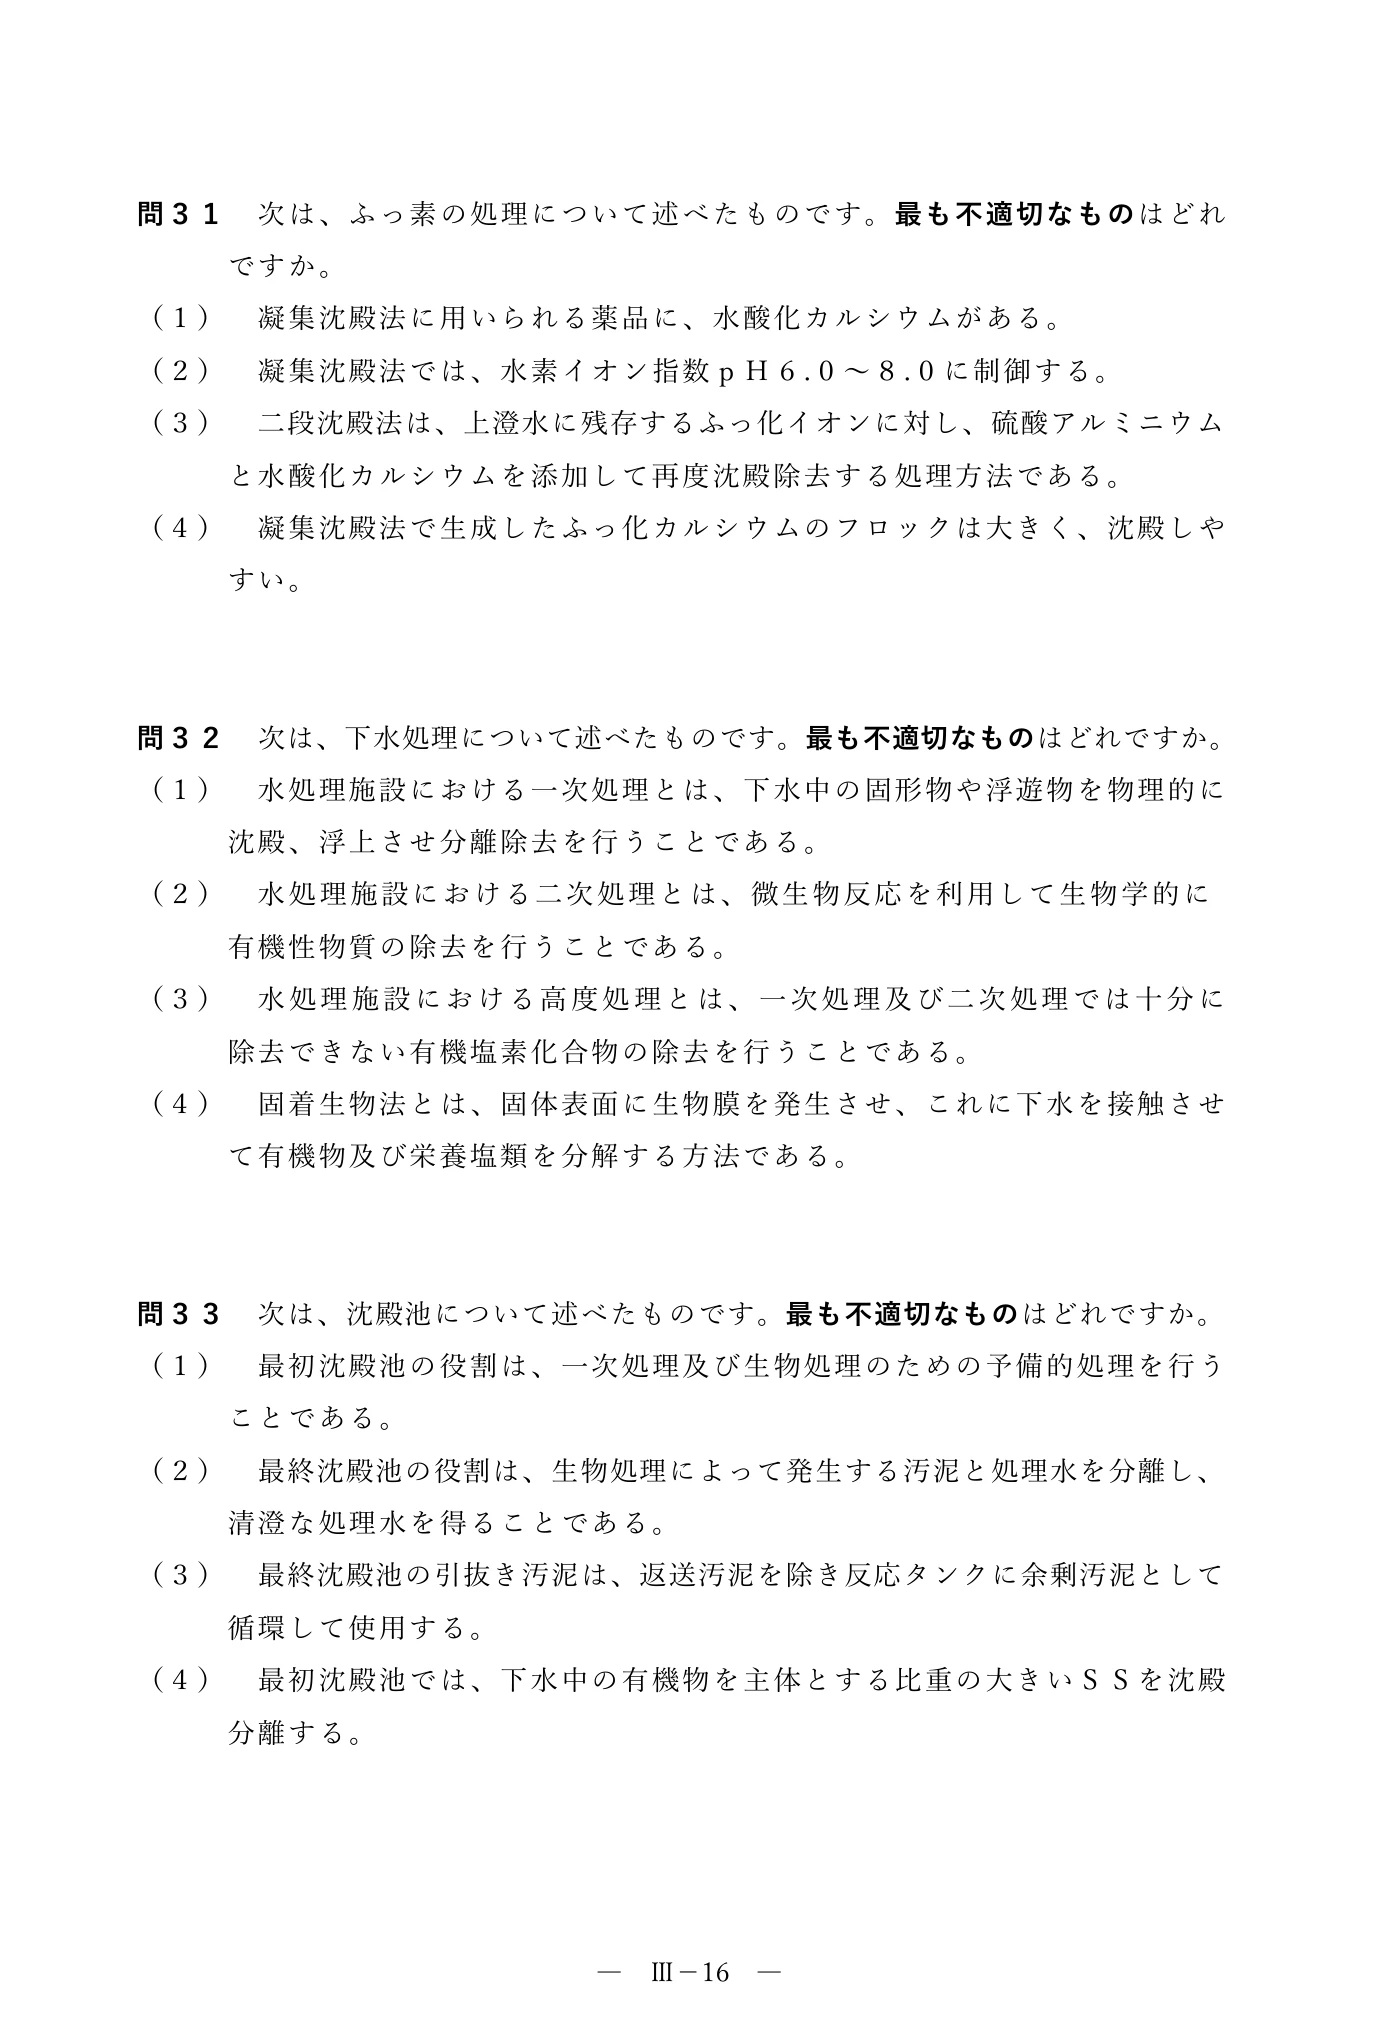 問３１　次は、ふっ素の処理について述べたものです。最も不適切なものはどれ
ですか。
（１）　凝集沈殿法に用いられる薬品に、水酸化カルシウムがある。
（２）　凝集沈殿法では、水素イオン指数ｐＨ６.０～８.０に制御する。
（３）　二段沈殿法は、上澄水に残存するふっ化イオンに対し、硫酸アルミニウム
と水酸化カルシウムを添加して再度沈殿除去する処理方法である。
（４）　凝集沈殿法で生成したふっ化カルシウムのフロックは大きく、沈殿しや
すい。
問３２　次は、下水処理について述べたものです。最も不適切なものはどれですか。
（１）　水処理施設における一次処理とは、下水中の固形物や浮遊物を物理的に
沈殿、浮上させ分離除去を行うことである。
（２）　水処理施設における二次処理とは、微生物反応を利用して生物学的に
有機性物質の除去を行うことである。
（３）　水処理施設における高度処理とは、一次処理及び二次処理では十分に
除去できない有機塩素化合物の除去を行うことである。
（４）　固着生物法とは、固体表面に生物膜を発生させ、これに下水を接触させ
て有機物及び栄養塩類を分解する方法である。
問３３　次は、沈殿池について述べたものです。最も不適切なものはどれですか。
（１）　最初沈殿池の役割は、一次処理及び生物処理のための予備的処理を行う
ことである。
（２）　最終沈殿池の役割は、生物処理によって発生する汚泥と処理水を分離し、
清澄な処理水を得ることである。
（３）　最終沈殿池の引抜き汚泥は、返送汚泥を除き反応タンクに余剰汚泥として
循環して使用する。
（４）　最初沈殿池では、下水中の有機物を主体とする比重の大きいＳＳを沈殿
分離する。
―　Ⅲ－16　―